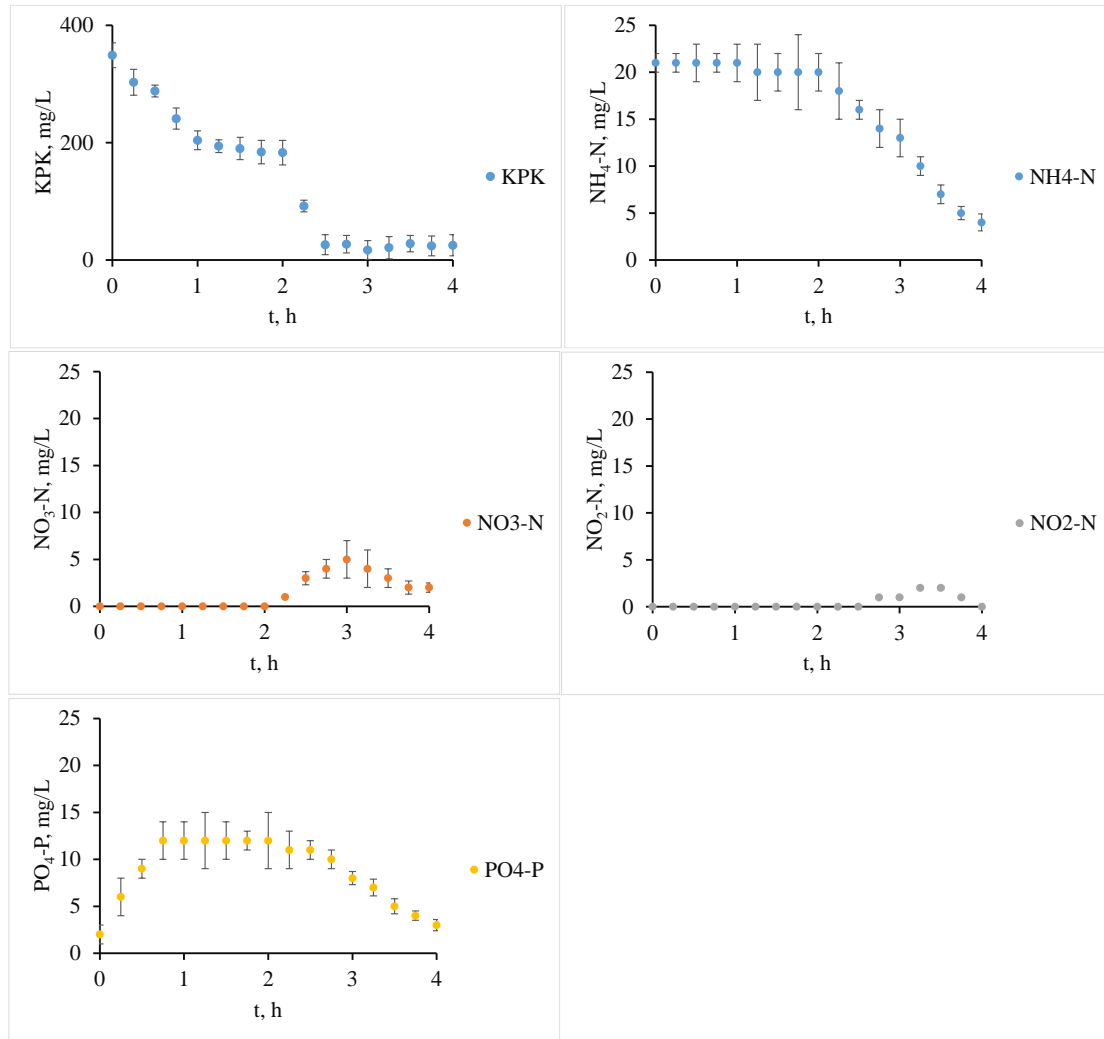 400
200
0
KPK, mg/L
0 1 2 3 4
t, h
KPK
25
20
15
10
5
0
NH₄-N, mg/L
0 1 2 3 4
t, h
NH4-N
25
20
15
10
5
0
NO₃-N, mg/L
0 1 2 3 4
t, h
NO3-N
25
20
15
10
5
0
NO₂-N, mg/L
0 1 2 3 4
t, h
NO2-N
25
20
15
10
5
0
PO₄-P, mg/L
0 1 2 3 4
t, h
PO4-P